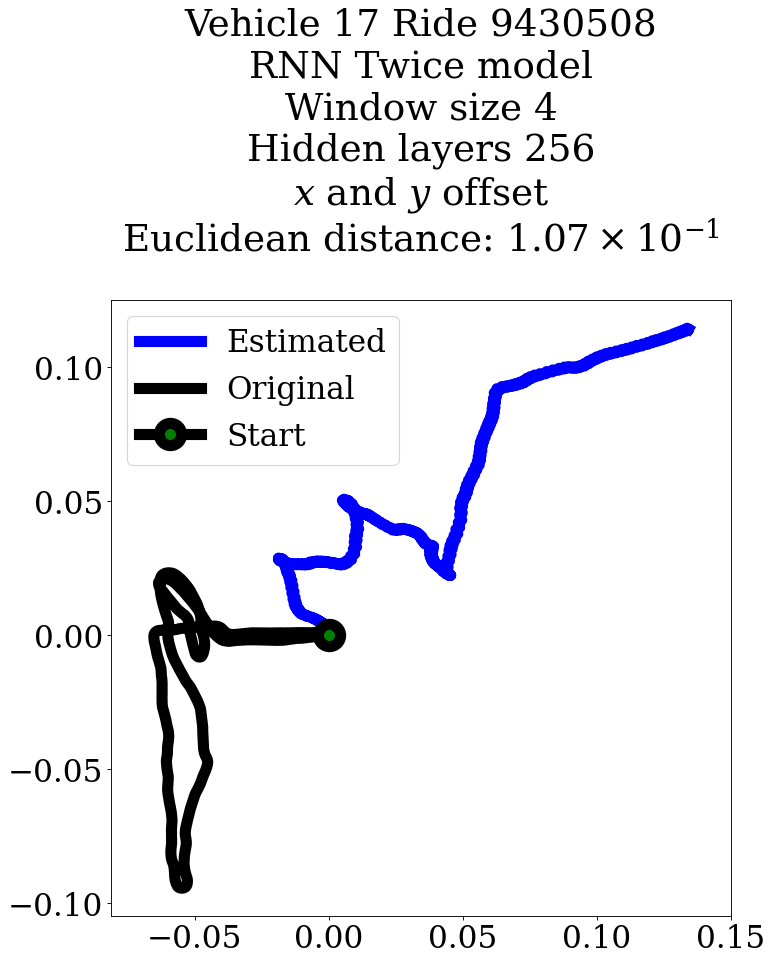 Vehicle 17 Ride 9430508
RNN Twice model
Window size 4
Hidden layers 256
x and y offset
Euclidean distance: 1.07 × 10⁻¹
Estimated
Original
Start
0.10
0.05
0.00
−0.05
−0.10
−0.05
0.00
0.05
0.10
0.15